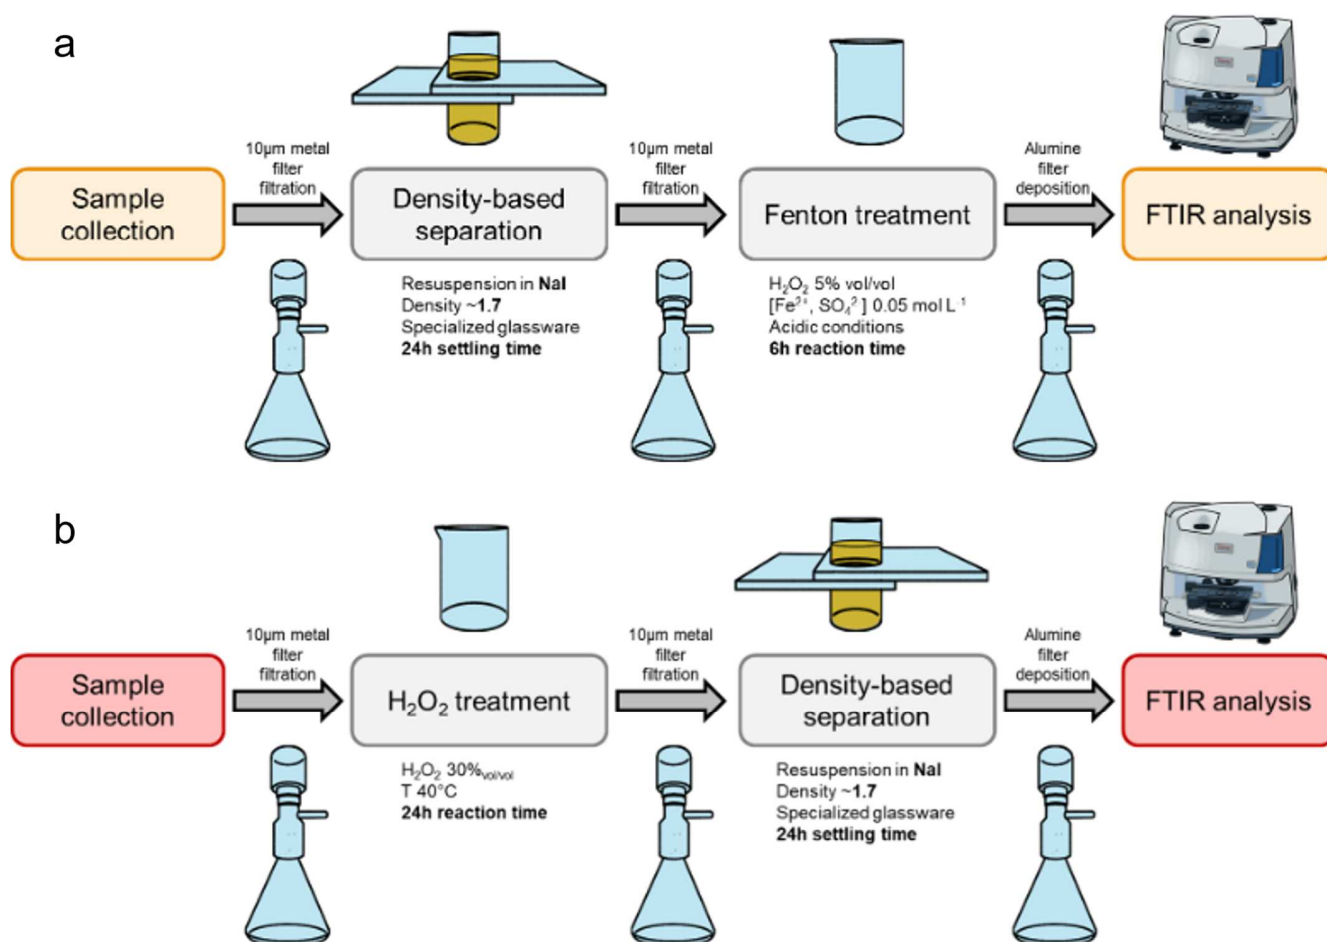 a
10µm metal
filter
filtration
10µm metal
filter
filtration
Alumine
filter
deposition
Sample
collection
Density-based
separation
Fenton treatment
FTIR analysis
Resuspension in NaI
Density ~1.7
Specialized glassware
24h settling time
H₂O₂ 5% vol/vol
[Fe²⁺, SO₄²⁻] 0.05 mol L⁻¹
Acidic conditions
6h reaction time
b
10µm metal
filter
filtration
10µm metal
filter
filtration
Alumine
filter
deposition
Sample
collection
H₂O₂ treatment
Density-based
separation
FTIR analysis
H₂O₂ 30%vol/vol
T 40°C
24h reaction time
Resuspension in NaI
Density ~1.7
Specialized glassware
24h settling time